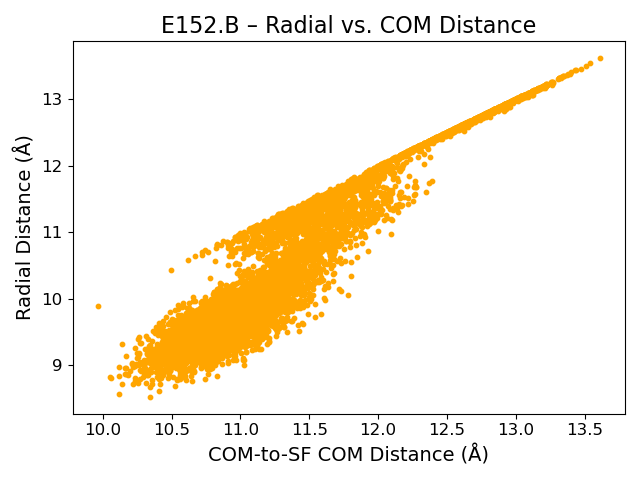 E152.B – Radial vs. COM Distance
Radial Distance (Å)
13
12
11
10
9
10.0 10.5 11.0 11.5 12.0 12.5 13.0 13.5
COM-to-SF COM Distance (Å)